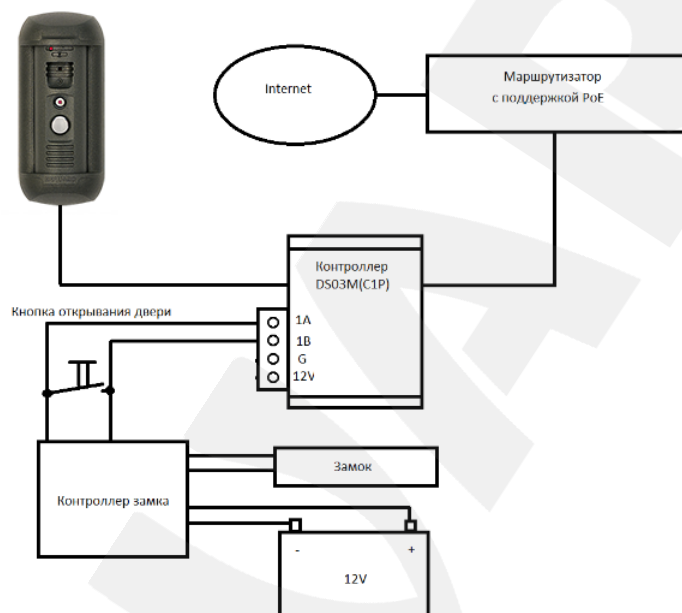 Internet
Маршрутизатор
с поддержкой PoE
Контроллер
DS03M(C1P)
Кнопка открывания двери
1A
1B
G
12V
Замок
Контроллер замка
- +
12V